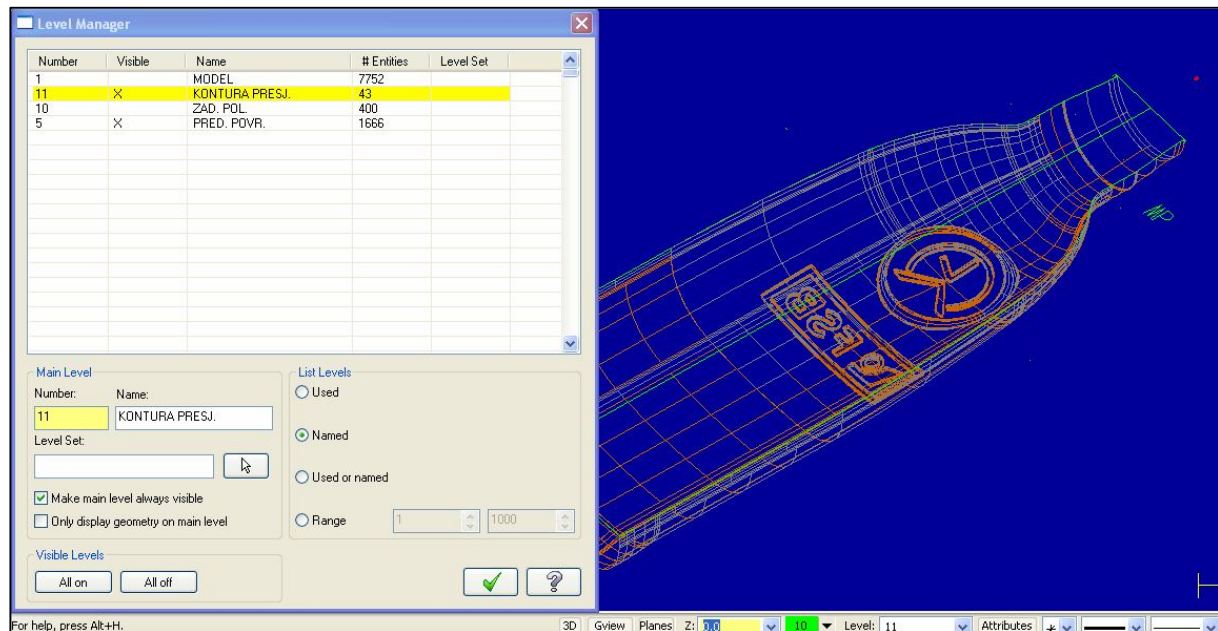 Level Manager
Number Visible Name # Entities Level Set
1 MODEL 7752
11 X KONTURA PRESJ. 43
10 ZAD. POL. 400
5 X PRED. POVR. 1666
Main Level
Number: Name:
11 KONTURA PRESJ.
Level Set:
Make main level always visible
Only display geometry on main level
List Levels
Used
Named
Used or named
Range 1 1000
Visible Levels
All on All off
For help, press Alt+H.
3D Gview Planes Z: 0.0 10 Level: 11 Attributes